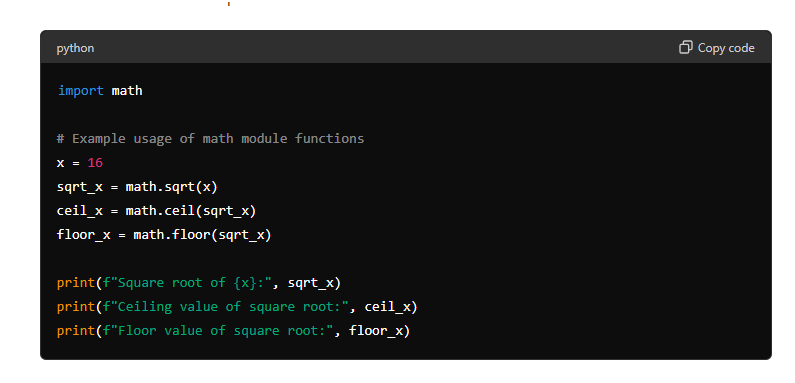 python
Copy code
import math
# Example usage of math module functions
x = 16
sqrt_x = math.sqrt(x)
ceil_x = math.ceil(sqrt_x)
floor_x = math.floor(sqrt_x)
print(f"Square root of {x}:", sqrt_x)
print(f"Ceiling value of square root:", ceil_x)
print(f"Floor value of square root:", floor_x)